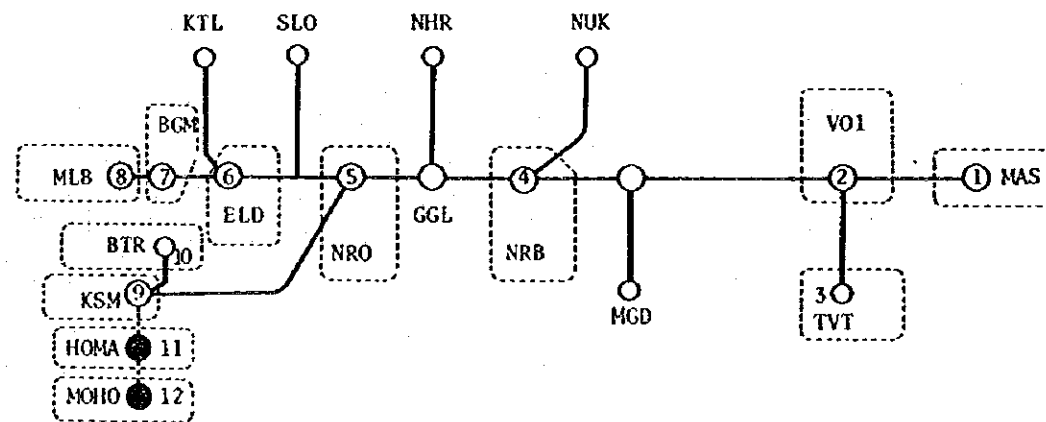 KTL SLO NHR NUK
BGM VO1
MLB 8 7 6 5 4 2 1 MAS
ELD GGL
BTR 10 NRO NRB
KSM 9 MGD 3
TVT
HOMA 11
MOHO 12